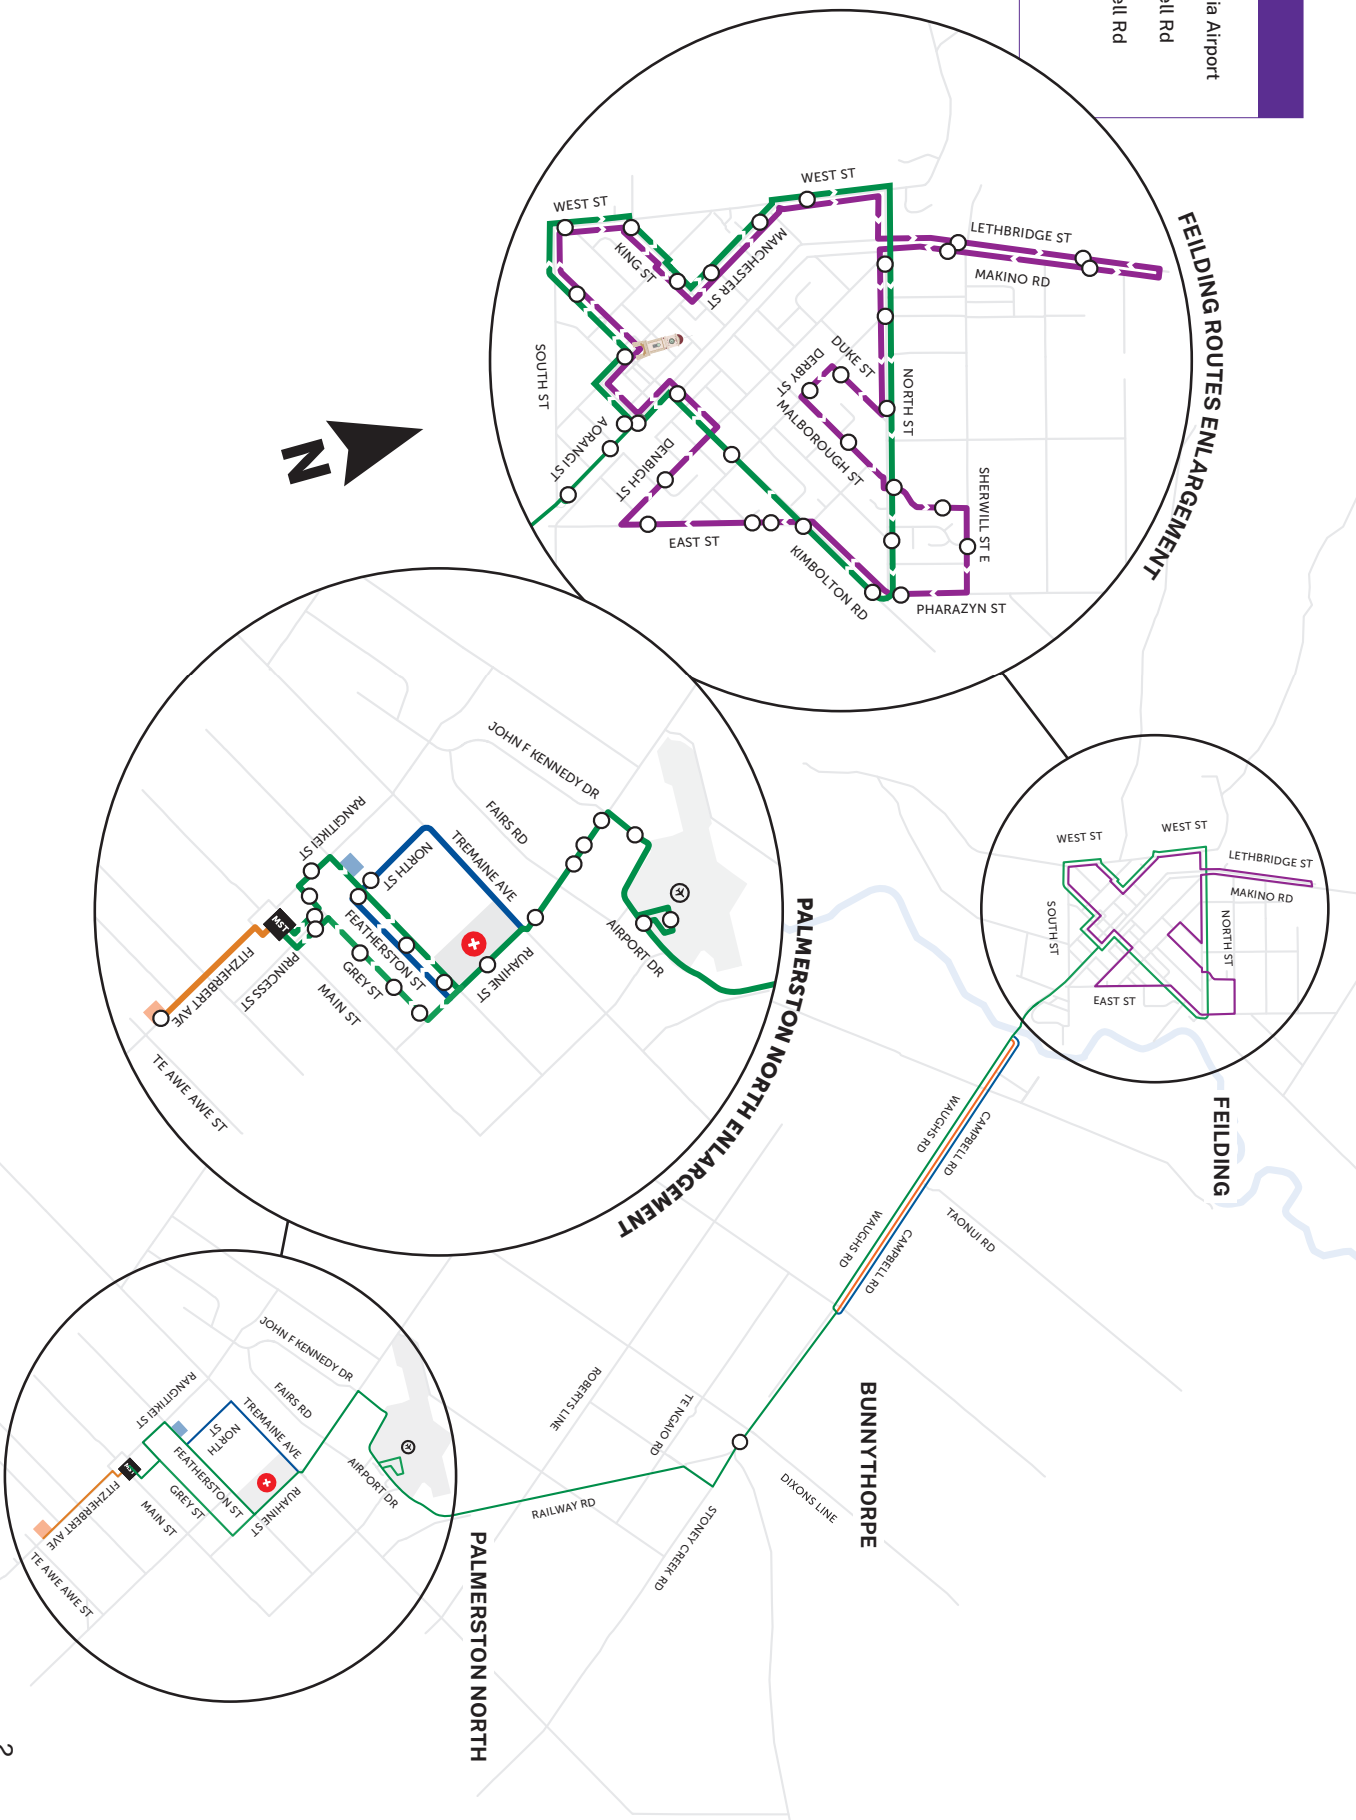 ia Airport
ell Rd
ell Rd
FEILDING ROUTES ENLARGEMENT
WEST ST
WEST ST
KING ST
MANCHESTER ST
LETHBRIDGE ST
MAKINO RD
SOUTH ST
AORANGI ST
DENBIGH ST
DERBY ST
DUKE ST
MALBOROUGH ST
NORTH ST
SHERWILL ST E
EAST ST
KIMBOLTON RD
PHARAZYN ST
N
PALMERSTON NORTH ENLARGEMENT
JOHN F KENNEDY DR
FAIRS RD
RANGITIKEI ST
NORTH ST
TREMAINE AVE
FEATHERSTON ST
RUAHINE ST
AIRPORT DR
MST
GREY ST
MAIN ST
PRINCESS ST
FITZHERBERT AVE
TE AWE AWE ST
WEST ST
WEST ST
LETHBRIDGE ST
MAKINO RD
SOUTH ST
NORTH ST
EAST ST
FEILDING
WAUGHS RD
CAMPBELL RD
WAUGHS RD
CAMPBELL RD
TAONUI RD
BUNNYTHORPE
ROBERTS LINE
TE NGAIO RD
DIXONS LINE
RAILWAY RD
STONEY CREEK RD
JOHN F KENNEDY DR
FAIRS RD
RANGITIKEI ST
NORTH
ST
TREMAINE AVE
FEATHERSTON ST
RUAHINE ST
AIRPORT DR
MST
GREY ST
MAIN ST
FITZHERBERT AVE
TE AWE AWE ST
PALMERSTON NORTH
2